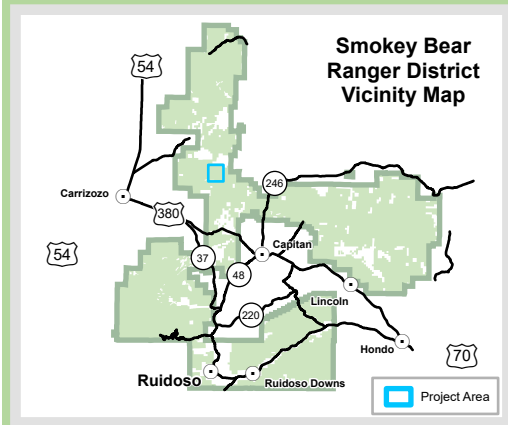 Smokey Bear
Ranger District
Vicinity Map
54
246
Carrizozo
380
54
37
Capitan
48
220
Lincoln
Hondo
70
Ruidoso
Ruidoso Downs
Project Area